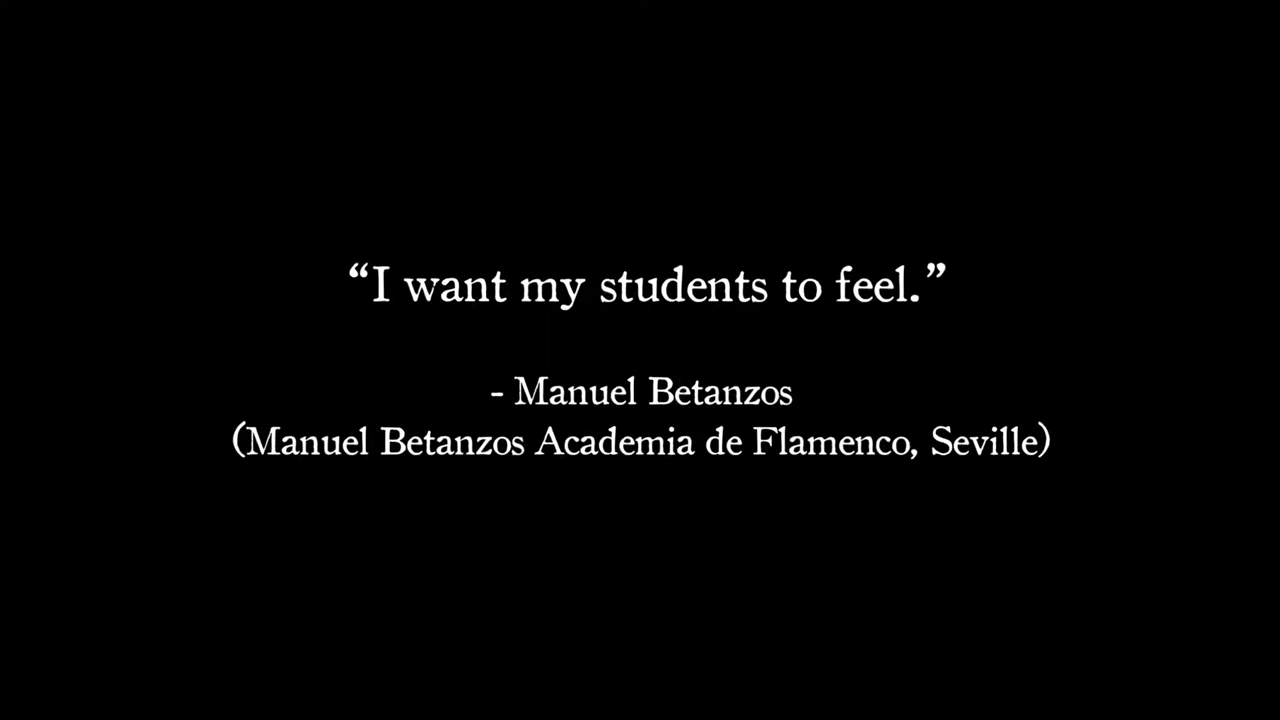 “I want my students to feel.”
- Manuel Betanzos
(Manuel Betanzos Academia de Flamenco, Seville)